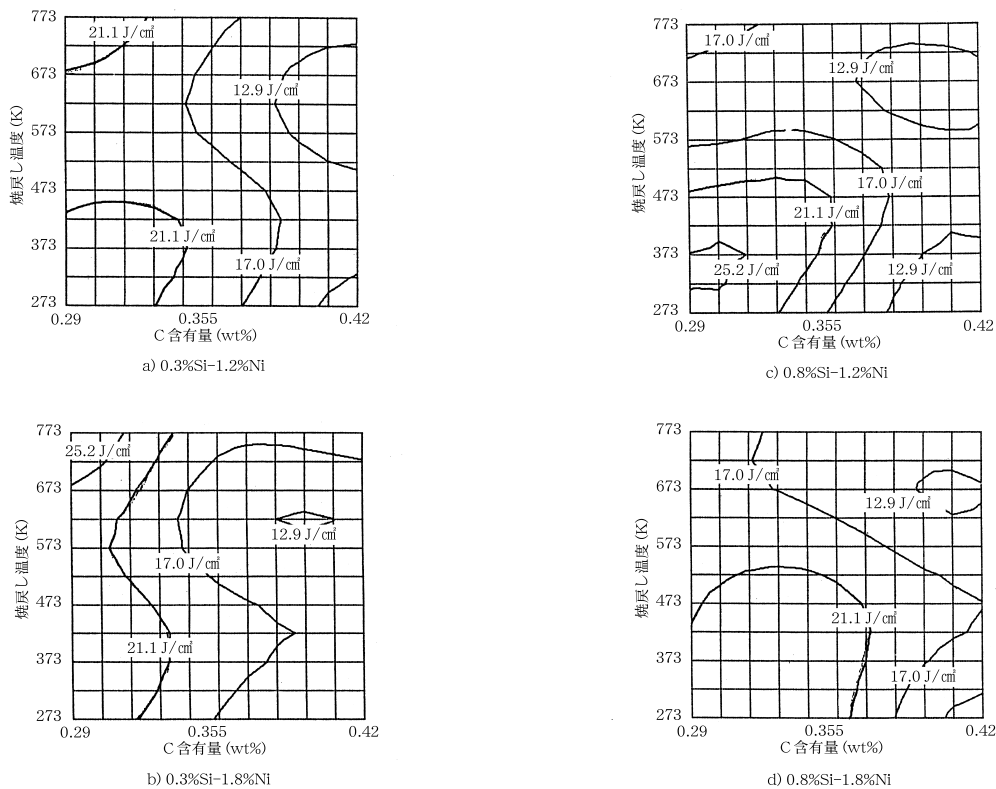 773
673
573
473
373
273
焼戻し温度 (K)
21.1 J/c㎡
12.9 J/c㎡
21.1 J/c㎡
17.0 J/c㎡
0.29
0.355
0.42
C 含有量 (wt%)
a) 0.3%Si-1.2%Ni
773
673
573
473
373
273
焼戻し温度 (K)
17.0 J/c㎡
12.9 J/c㎡
17.0 J/c㎡
21.1 J/c㎡
25.2 J/c㎡
12.9 J/c㎡
0.29
0.355
0.42
C 含有量 (wt%)
c) 0.8%Si-1.2%Ni
773
673
573
473
373
273
焼戻し温度 (K)
25.2 J/c㎡
12.9 J/c㎡
17.0 J/c㎡
21.1 J/c㎡
0.29
0.355
0.42
C 含有量 (wt%)
b) 0.3%Si-1.8%Ni
773
673
573
473
373
273
焼戻し温度 (K)
17.0 J/c㎡
12.9 J/c㎡
21.1 J/c㎡
17.0 J/c㎡
0.29
0.355
0.42
C 含有量 (wt%)
d) 0.8%Si-1.8%Ni